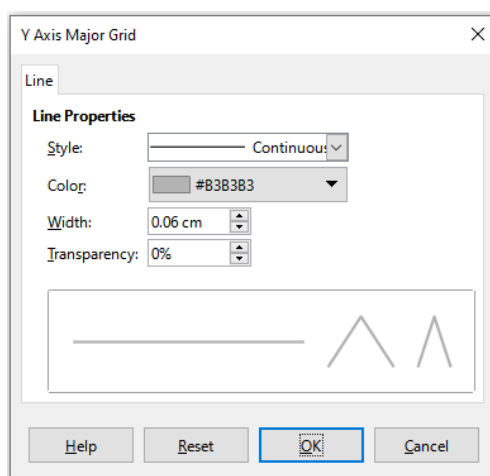 Y Axis Major Grid
Line
Line Properties
Style: Continuous
Color: #B3B3B3
Width: 0.06 cm
Transparency: 0%
Help Reset OK Cancel